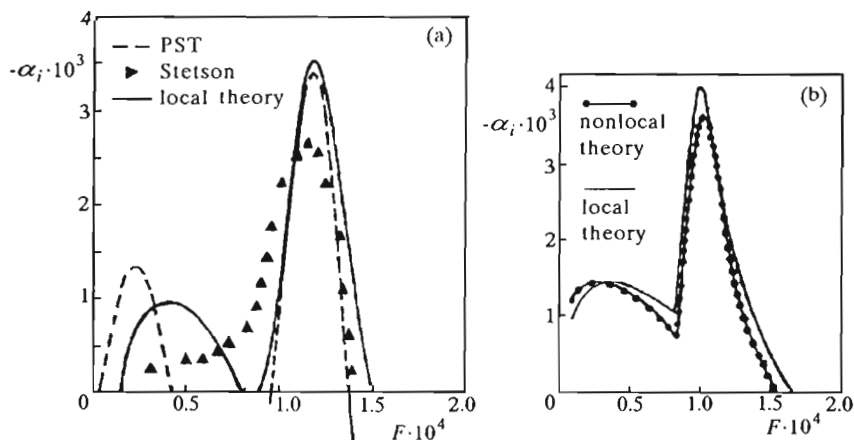 (a)
4
-αᵢ·10³
PST
Stetson
local theory
3
2
1
0
0.5
1.0
1.5
2.0
F·10⁴
(b)
4
-αᵢ·10³
nonlocal
theory
3
local
theory
2
1
0
0.5
1.0
1.5
2.0
F·10⁴